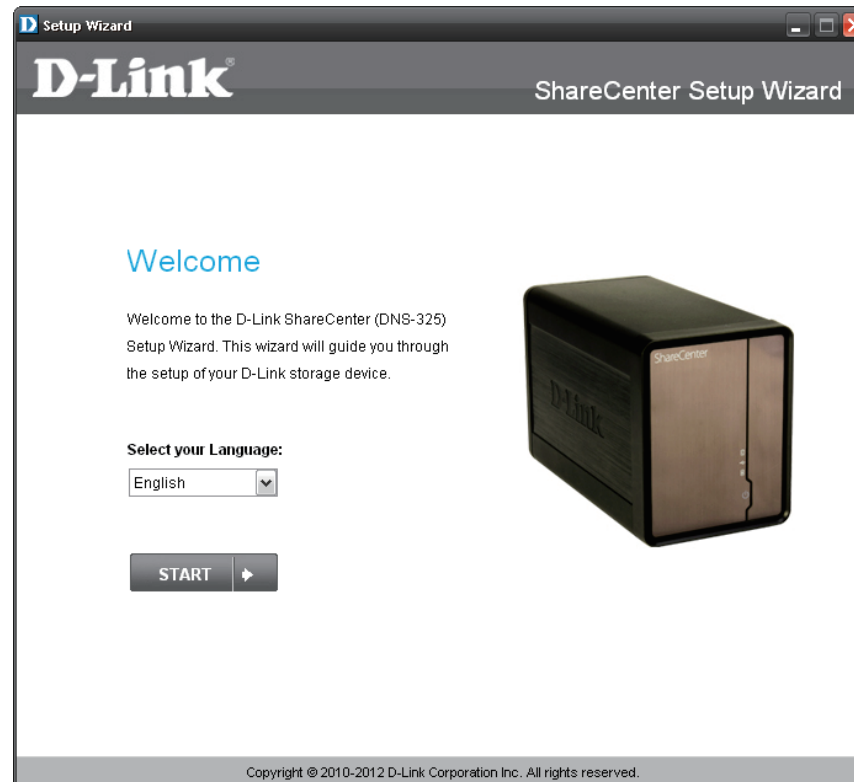 Setup Wizard
D-Link®
ShareCenter Setup Wizard
Welcome
Welcome to the D-Link ShareCenter (DNS-325)
Setup Wizard. This wizard will guide you through
the setup of your D-Link storage device.
ShareCenter
D-Link
Select your Language:
English
START
Copyright © 2010-2012 D-Link Corporation Inc. All rights reserved.